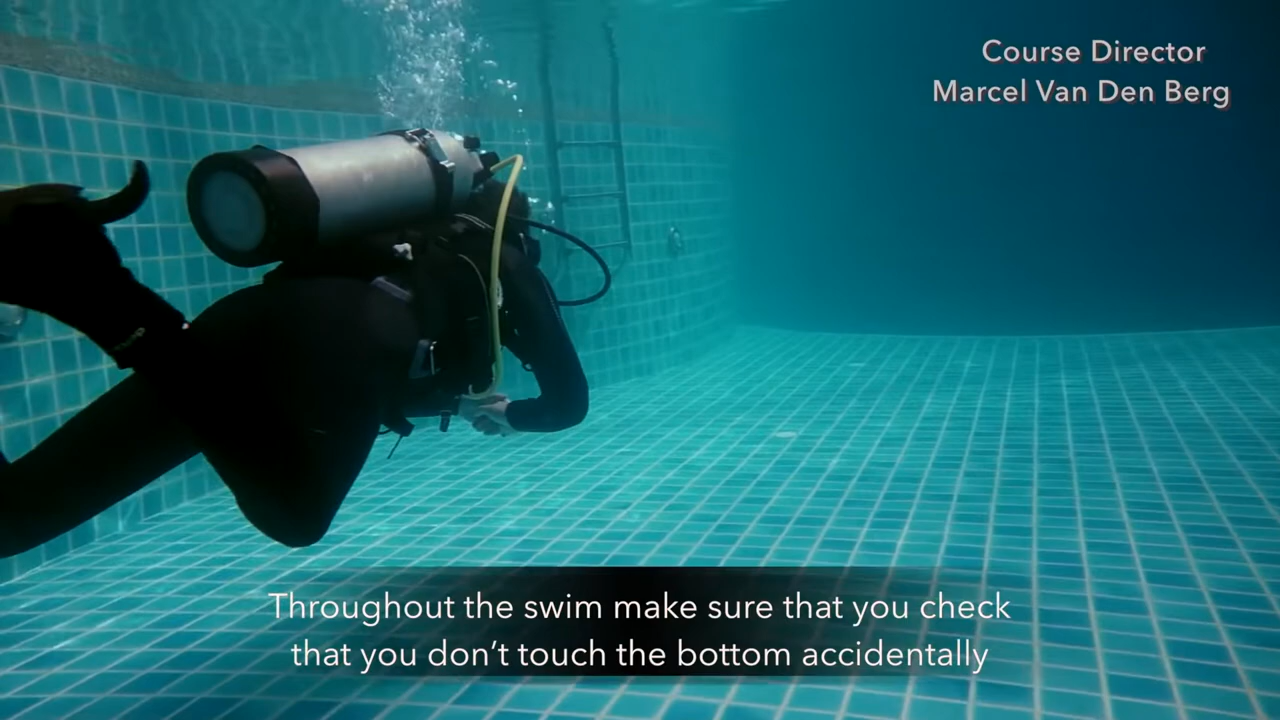 Course Director
Marcel Van Den Berg
Throughout the swim make sure that you check
that you don't touch the bottom accidentally